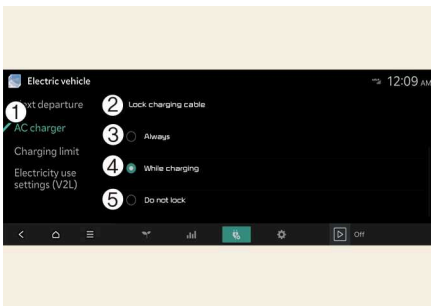 Electric vehicle
12:09 AM
Next departure
1
AC charger
Charging limit
Electricity use
settings (V2L)
2 Lock charging cable
3 Always
4 While charging
5 Do not lock
Off